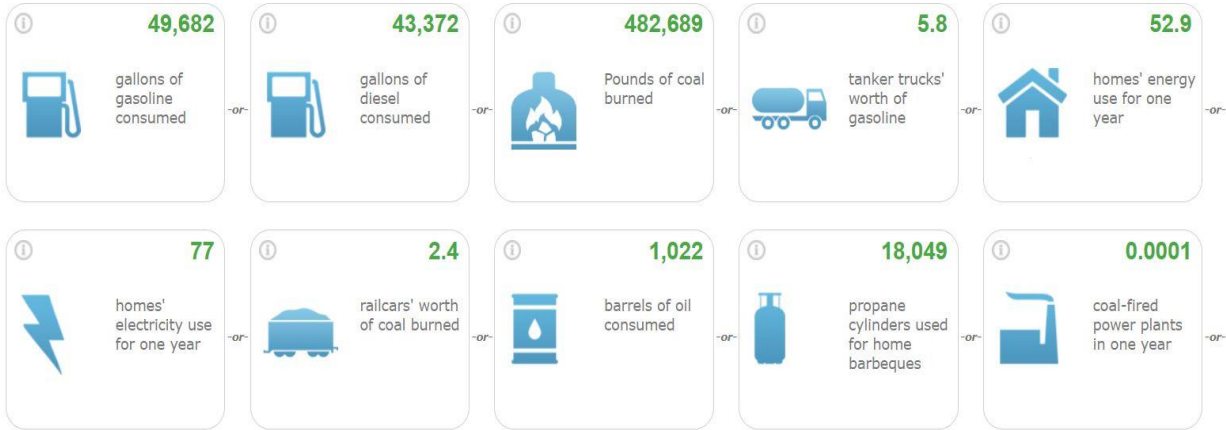 49,682
gallons of
gasoline
consumed
-or-
43,372
gallons of
diesel
consumed
-or-
482,689
Pounds of coal
burned
-or-
5.8
tanker trucks'
worth of
gasoline
-or-
52.9
homes' energy
use for one
year
-or-
77
homes'
electricity use
for one year
-or-
2.4
railcars' worth
of coal burned
-or-
1,022
barrels of oil
consumed
-or-
18,049
propane
cylinders used
for home
barbeques
-or-
0.0001
coal-fired
power plants
in one year
-or-